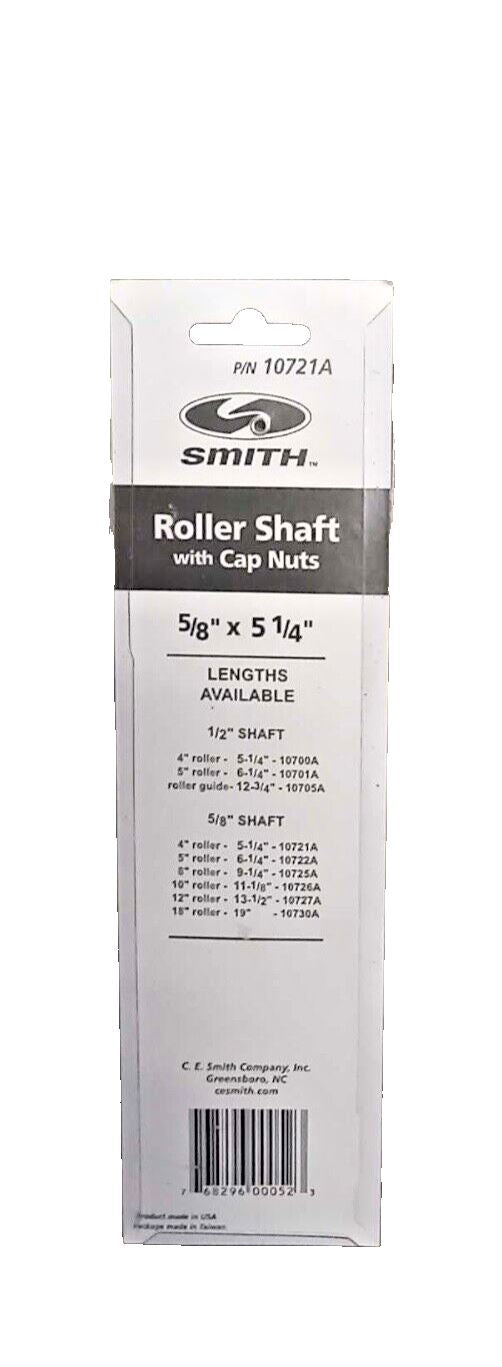 P/N 10721A
SMITH™
Roller Shaft
with Cap Nuts
5/8" x 5 1/4"
LENGTHS
AVAILABLE
1/2" SHAFT
4" roller - 5-1/4" - 10700A
5" roller - 6-1/4" - 10701A
roller guide- 12-3/4" - 10705A
5/8" SHAFT
4" roller - 5-1/4" - 10721A
5" roller - 6-1/4" - 10722A
8" roller - 9-1/4" - 10725A
10" roller - 11-1/8" - 10726A
12" roller - 13-1/2" - 10727A
18" roller - 19" - 10730A
C. E. Smith Company, Inc.
Greensboro, NC
cesmith.com
7 68296 00052 3
Product made in USA
Package made in Taiwan